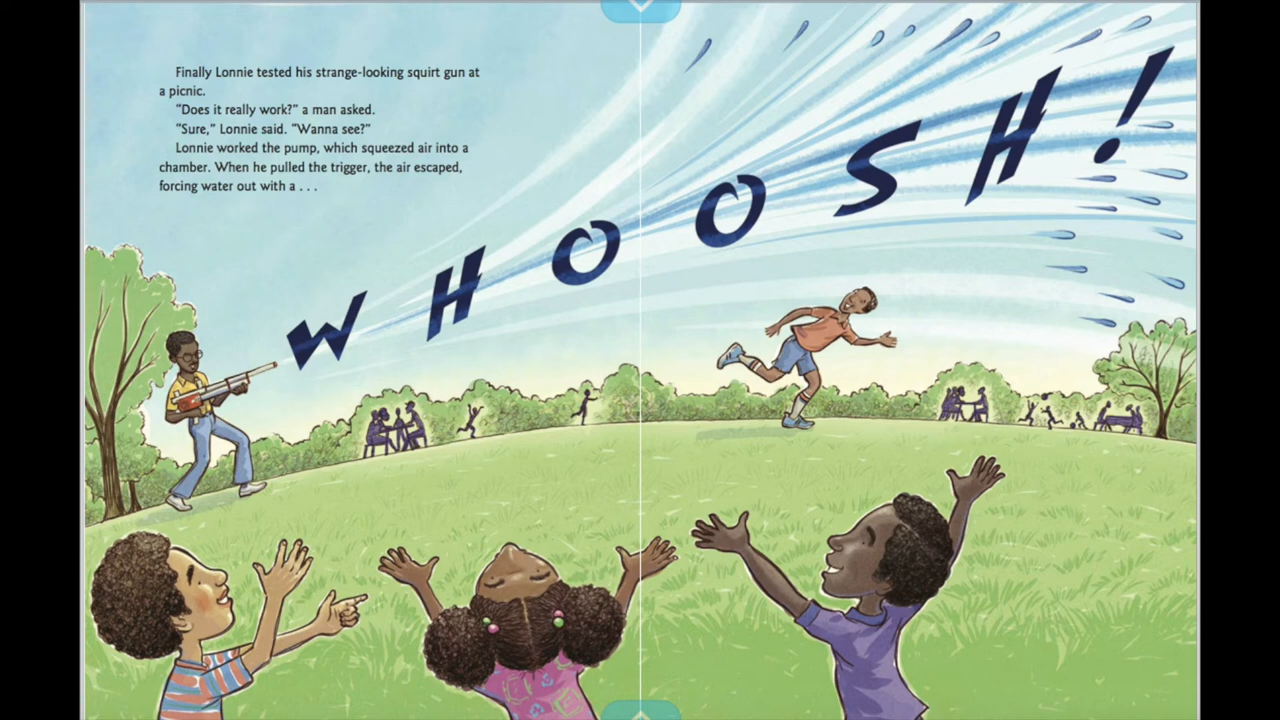 Finally Lonnie tested his strange-looking squirt gun at
a picnic.
“Does it really work?” a man asked.
“Sure,” Lonnie said. “Wanna see?”
Lonnie worked the pump, which squeezed air into a
chamber. When he pulled the trigger, the air escaped,
forcing water out with a . . .
WHOOSH!